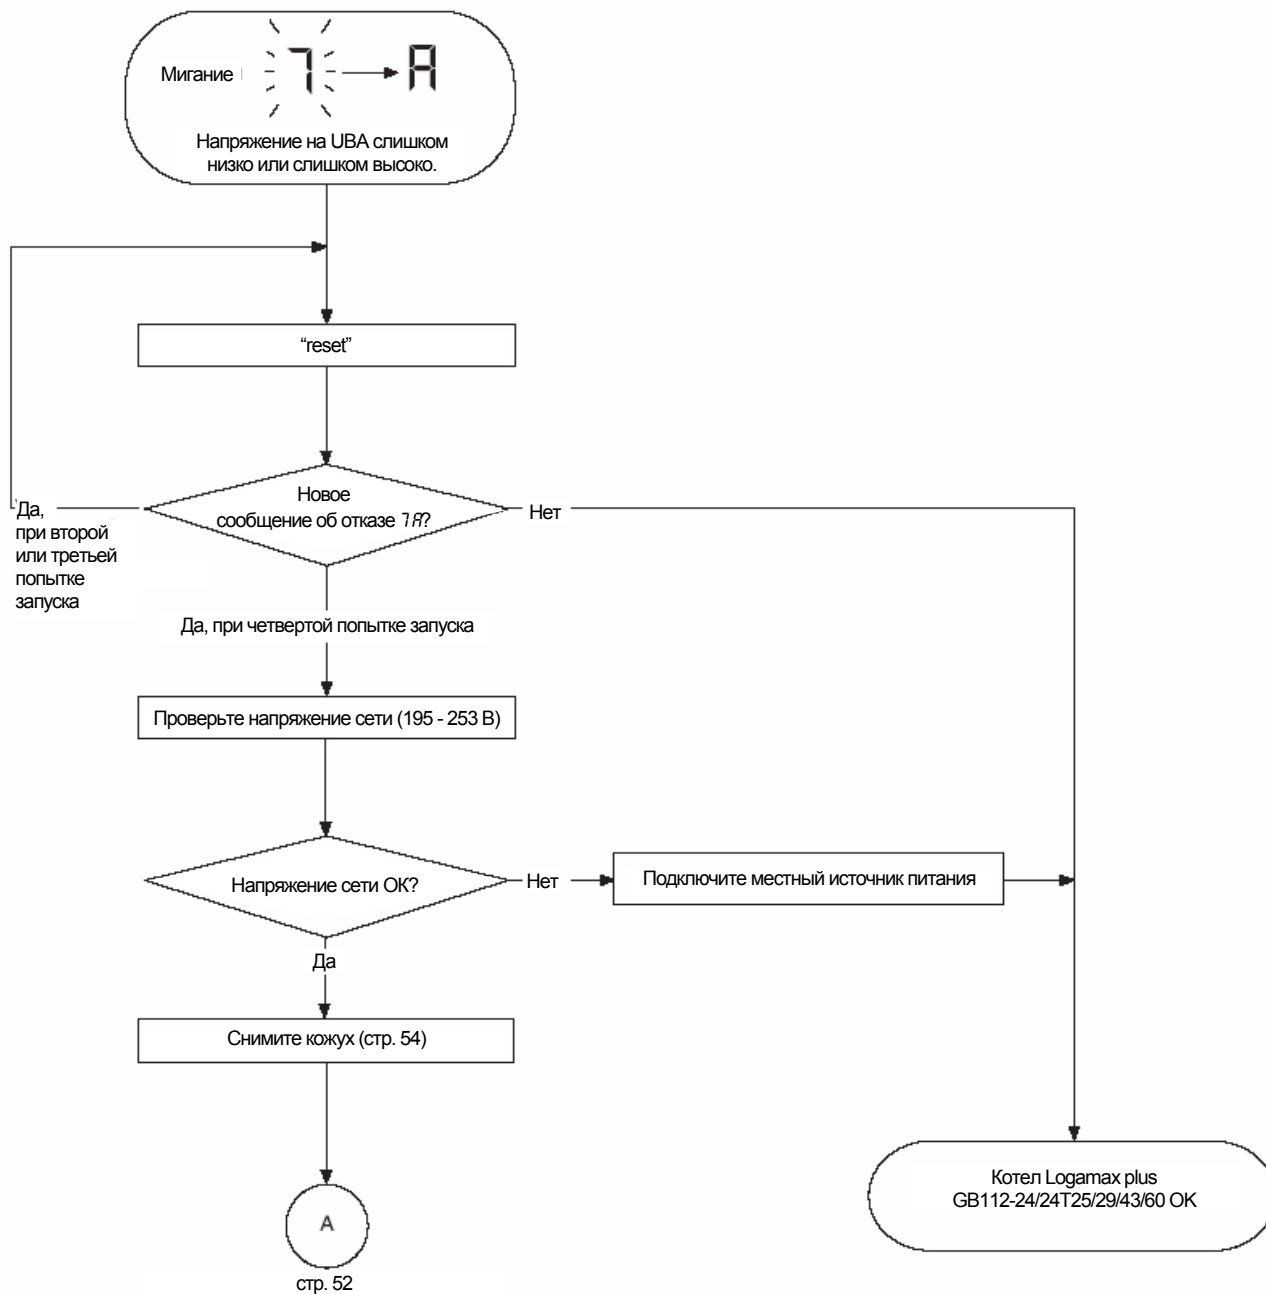 Мигание
7 A
Напряжение на UBA слишком
низко или слишком высоко.
“reset”
Новое
сообщение об отказе 7A?
Да,
при второй
или третьей
попытке
запуска
Нет
Да, при четвертой попытке запуска
Проверьте напряжение сети (195 - 253 В)
Напряжение сети ОК?
Нет
Подключите местный источник питания
Да
Снимите кожух (стр. 54)
Котел Logamax plus
GB112-24/24T25/29/43/60 OK
A
стр. 52